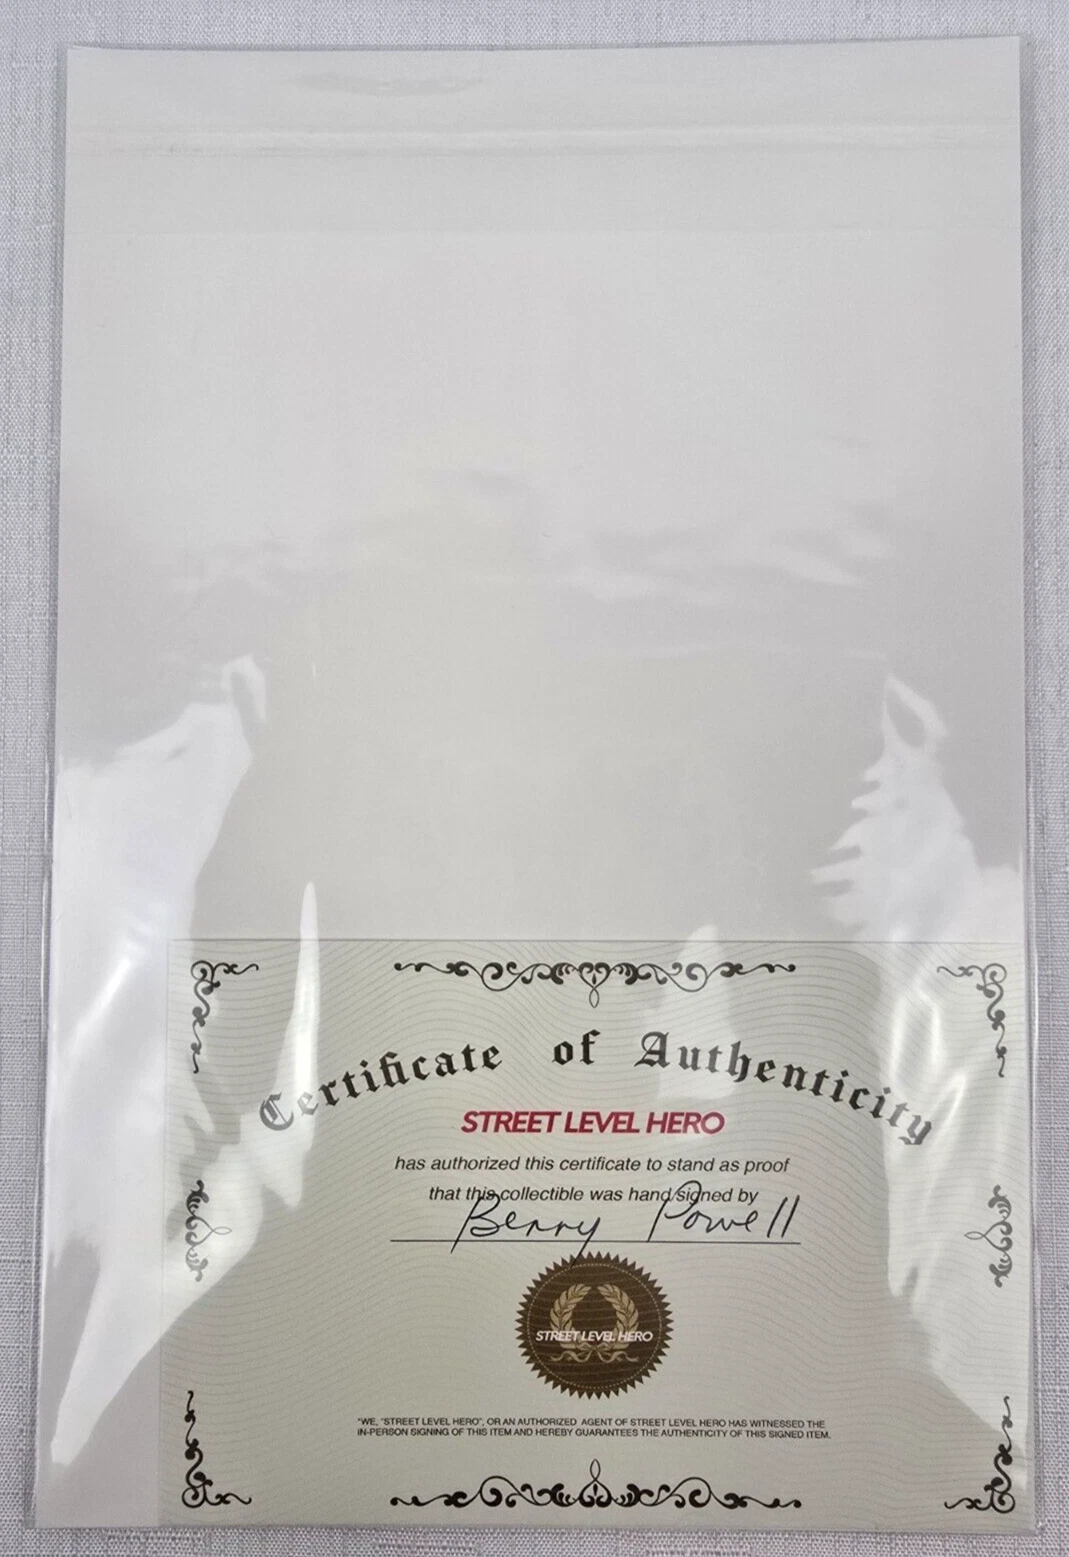 Certificate of Authenticity
STREET LEVEL HERO
has authorized this certificate to stand as proof
that this collectible was hand signed by
Benny Powell
STREET LEVEL HERO
"WE, "STREET LEVEL HERO", OR AN AUTHORIZED AGENT OF STREET LEVEL HERO HAS WITNESSED THE
IN-PERSON SIGNING OF THIS ITEM AND HEREBY GUARANTEES THE AUTHENTICITY OF THIS SIGNED ITEM.